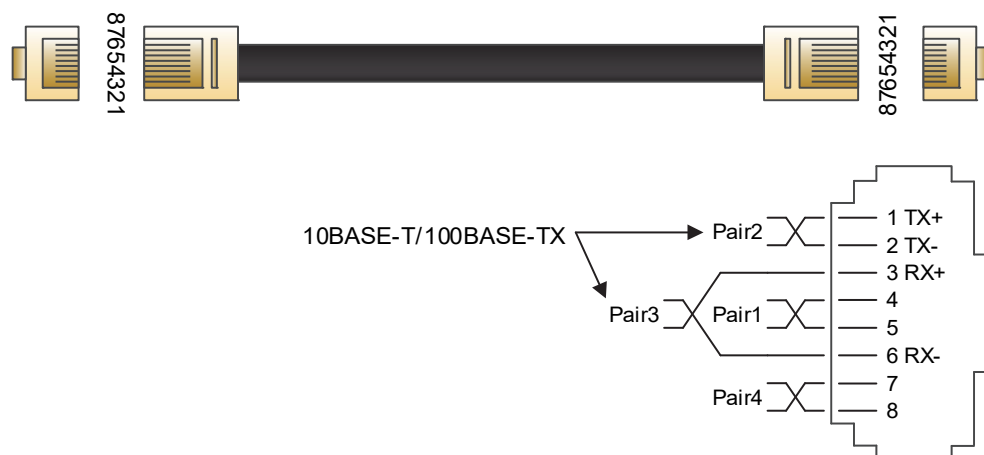 87654321
87654321
10BASE-T/100BASE-TX
Pair2
Pair3
Pair1
Pair4
1 TX+
2 TX-
3 RX+
4
5
6 RX-
7
8